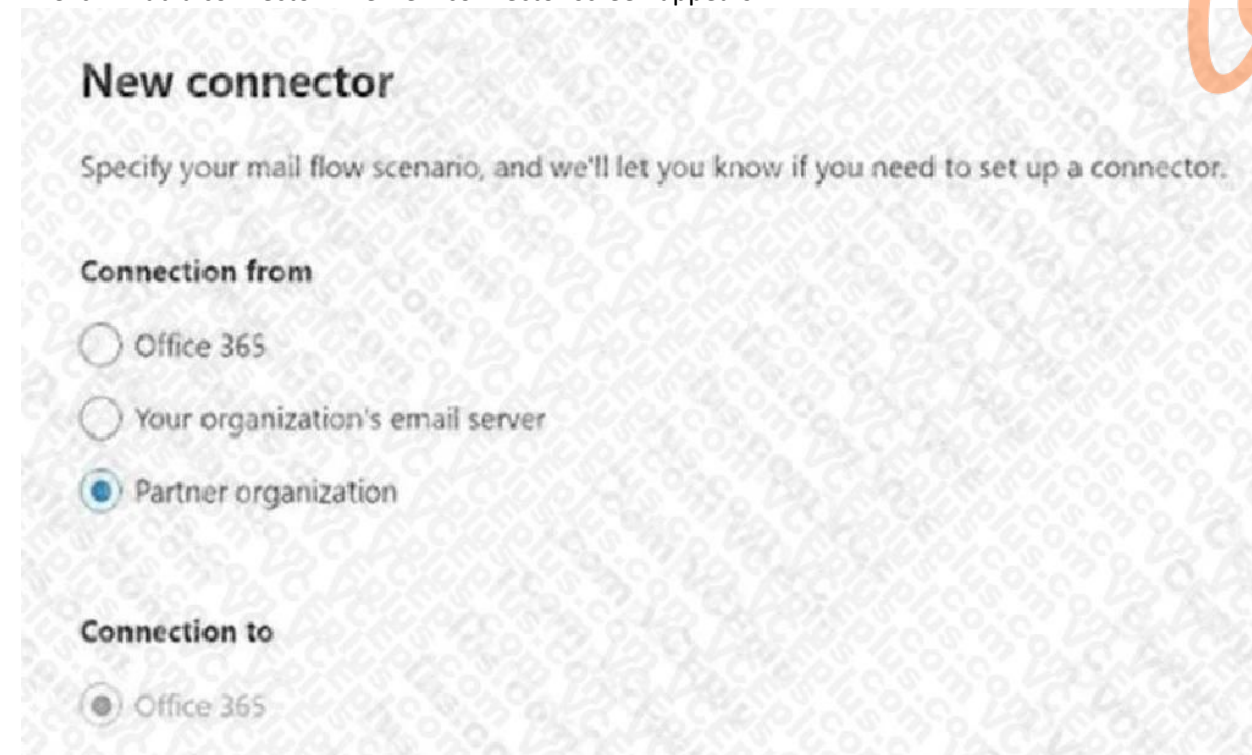 New connector
Specify your mail flow scenario, and we'll let you know if you need to set up a connector.
Connection from
Office 365
Your organization's email server
Partner organization
Connection to
Office 365